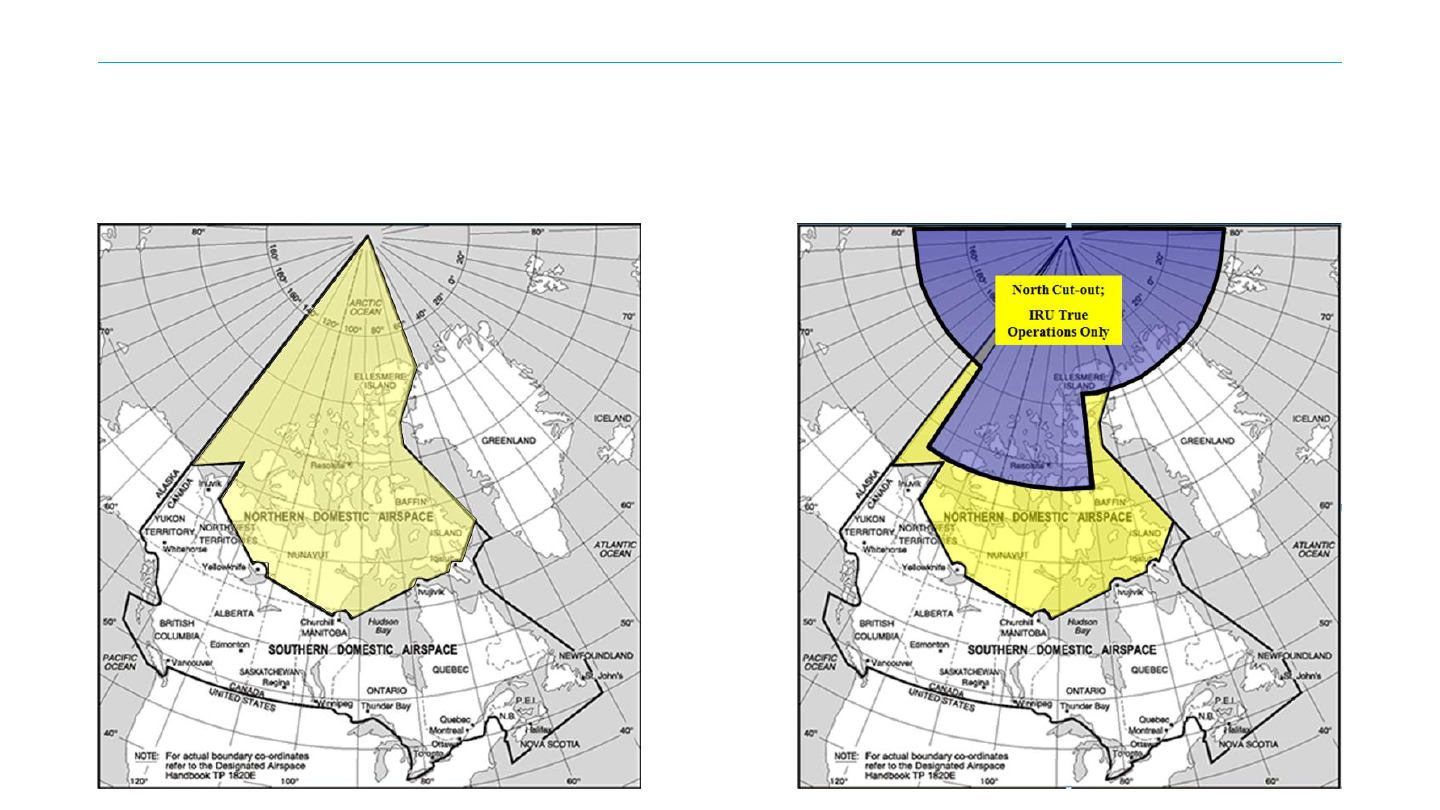 80°
80°
160°
180°
160°
140°
120°
100°
80°
60°
40°
20°
0°
20°
ARCTIC
OCEAN
70°
70°
ELLESMERE
ISLAND
ICELAND
GREENLAND
Resolute
ALASKA
CANADA
Inuvik
BAFFIN
60°
60°
YUKON
TERRITORY
NORTHWEST
TERRITORIES
NORTHERN DOMESTIC AIRSPACE
ISLAND
Whitehorse
NUNAVUT
Iqaluit
ATLANTIC
OCEAN
Yellowknife
Ivujivik
ALBERTA
50°
BRITISH
COLUMBIA
Churchill
MANITOBA
Hudson
Bay
50°
Edmonton
SOUTHERN DOMESTIC AIRSPACE
PACIFIC
OCEAN
Vancouver
NEWFOUNDLAND
SASKATCHEWAN
Regina
QUEBEC
St. John's
CANADA
UNITED STATES
ONTARIO
Winnipeg
Thunder Bay
P.E.I.
Quebec
N.B.
Montreal
Halifax
40°
40°
Ottawa
NOVA SCOTIA
Toronto
NOTE: For actual boundary co-ordinates
refer to the Designated Airspace
Handbook TP 1820E
120°
100°
80°
60°
80°
80°
20°
0°
20°
North Cut-out;
IRU True
Operations Only
70°
70°
ELLESMERE
ISLAND
ICELAND
GREENLAND
Resolute
ALASKA
CANADA
Inuvik
BAFFIN
60°
60°
YUKON
TERRITORY
NORTHWEST
TERRITORIES
NORTHERN DOMESTIC AIRSPACE
ISLAND
Whitehorse
NUNAVUT
Iqaluit
ATLANTIC
OCEAN
Yellowknife
Ivujivik
ALBERTA
50°
BRITISH
COLUMBIA
Churchill
MANITOBA
Hudson
Bay
50°
Edmonton
SOUTHERN DOMESTIC AIRSPACE
PACIFIC
OCEAN
Vancouver
NEWFOUNDLAND
SASKATCHEWAN
Regina
QUEBEC
St. John's
CANADA
UNITED STATES
ONTARIO
Winnipeg
Thunder Bay
P.E.I.
Quebec
N.B.
Montreal
Halifax
40°
40°
Ottawa
NOVA SCOTIA
Toronto
NOTE: For actual boundary co-ordinates
refer to the Designated Airspace
Handbook TP 1820E
120°
100°
80°
60°